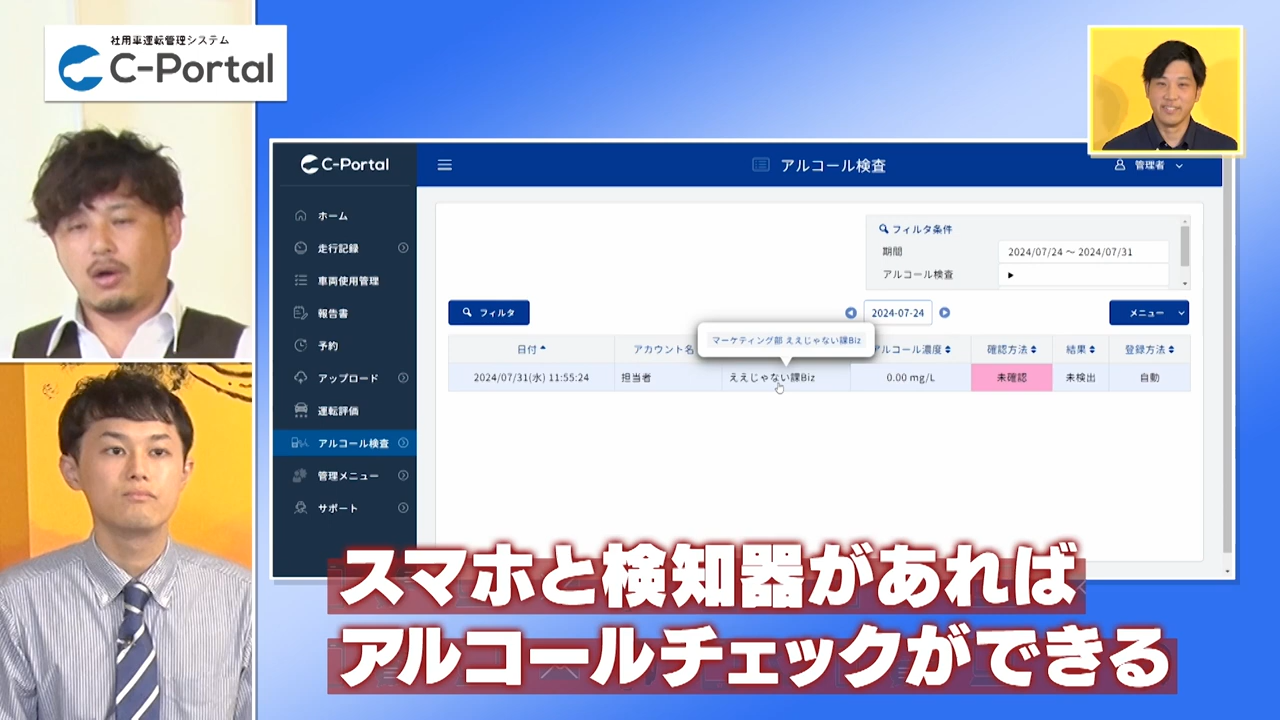 社用車運転管理システム
C-Portal
C-Portal
アルコール検査
管理者
ホーム
走行記録
車両使用管理
報告書
予約
アップロード
運転評価
アルコール検査
管理メニュー
サポート
フィルタ条件
期間
2024/07/24 ～ 2024/07/31
アルコール検査
フィルタ
2024-07-24
メニュー
マーケティング部 ええじゃない課Biz
日付 アカウント名 アルコール濃度 確認方法 結果 登録方法
2024/07/31(水) 11:55:24 担当者 ええじゃない課Biz 0.00 mg/L 未確認 未検出 自動
スマホと検知器があれば
アルコールチェックができる